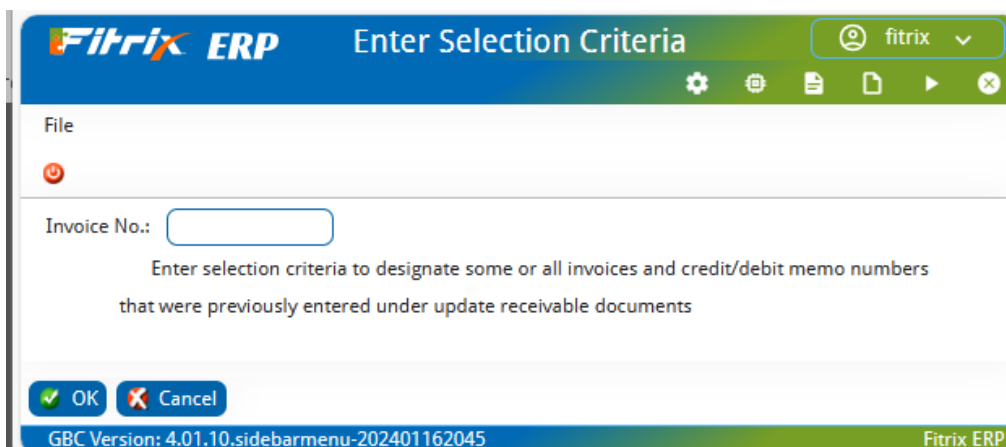 Fitrix ERP Enter Selection Criteria fitrix
File
Invoice No.:
Enter selection criteria to designate some or all invoices and credit/debit memo numbers
that were previously entered under update receivable documents
OK Cancel
GBC Version: 4.01.10.sidebarmenu-202401162045 Fitrix ERP